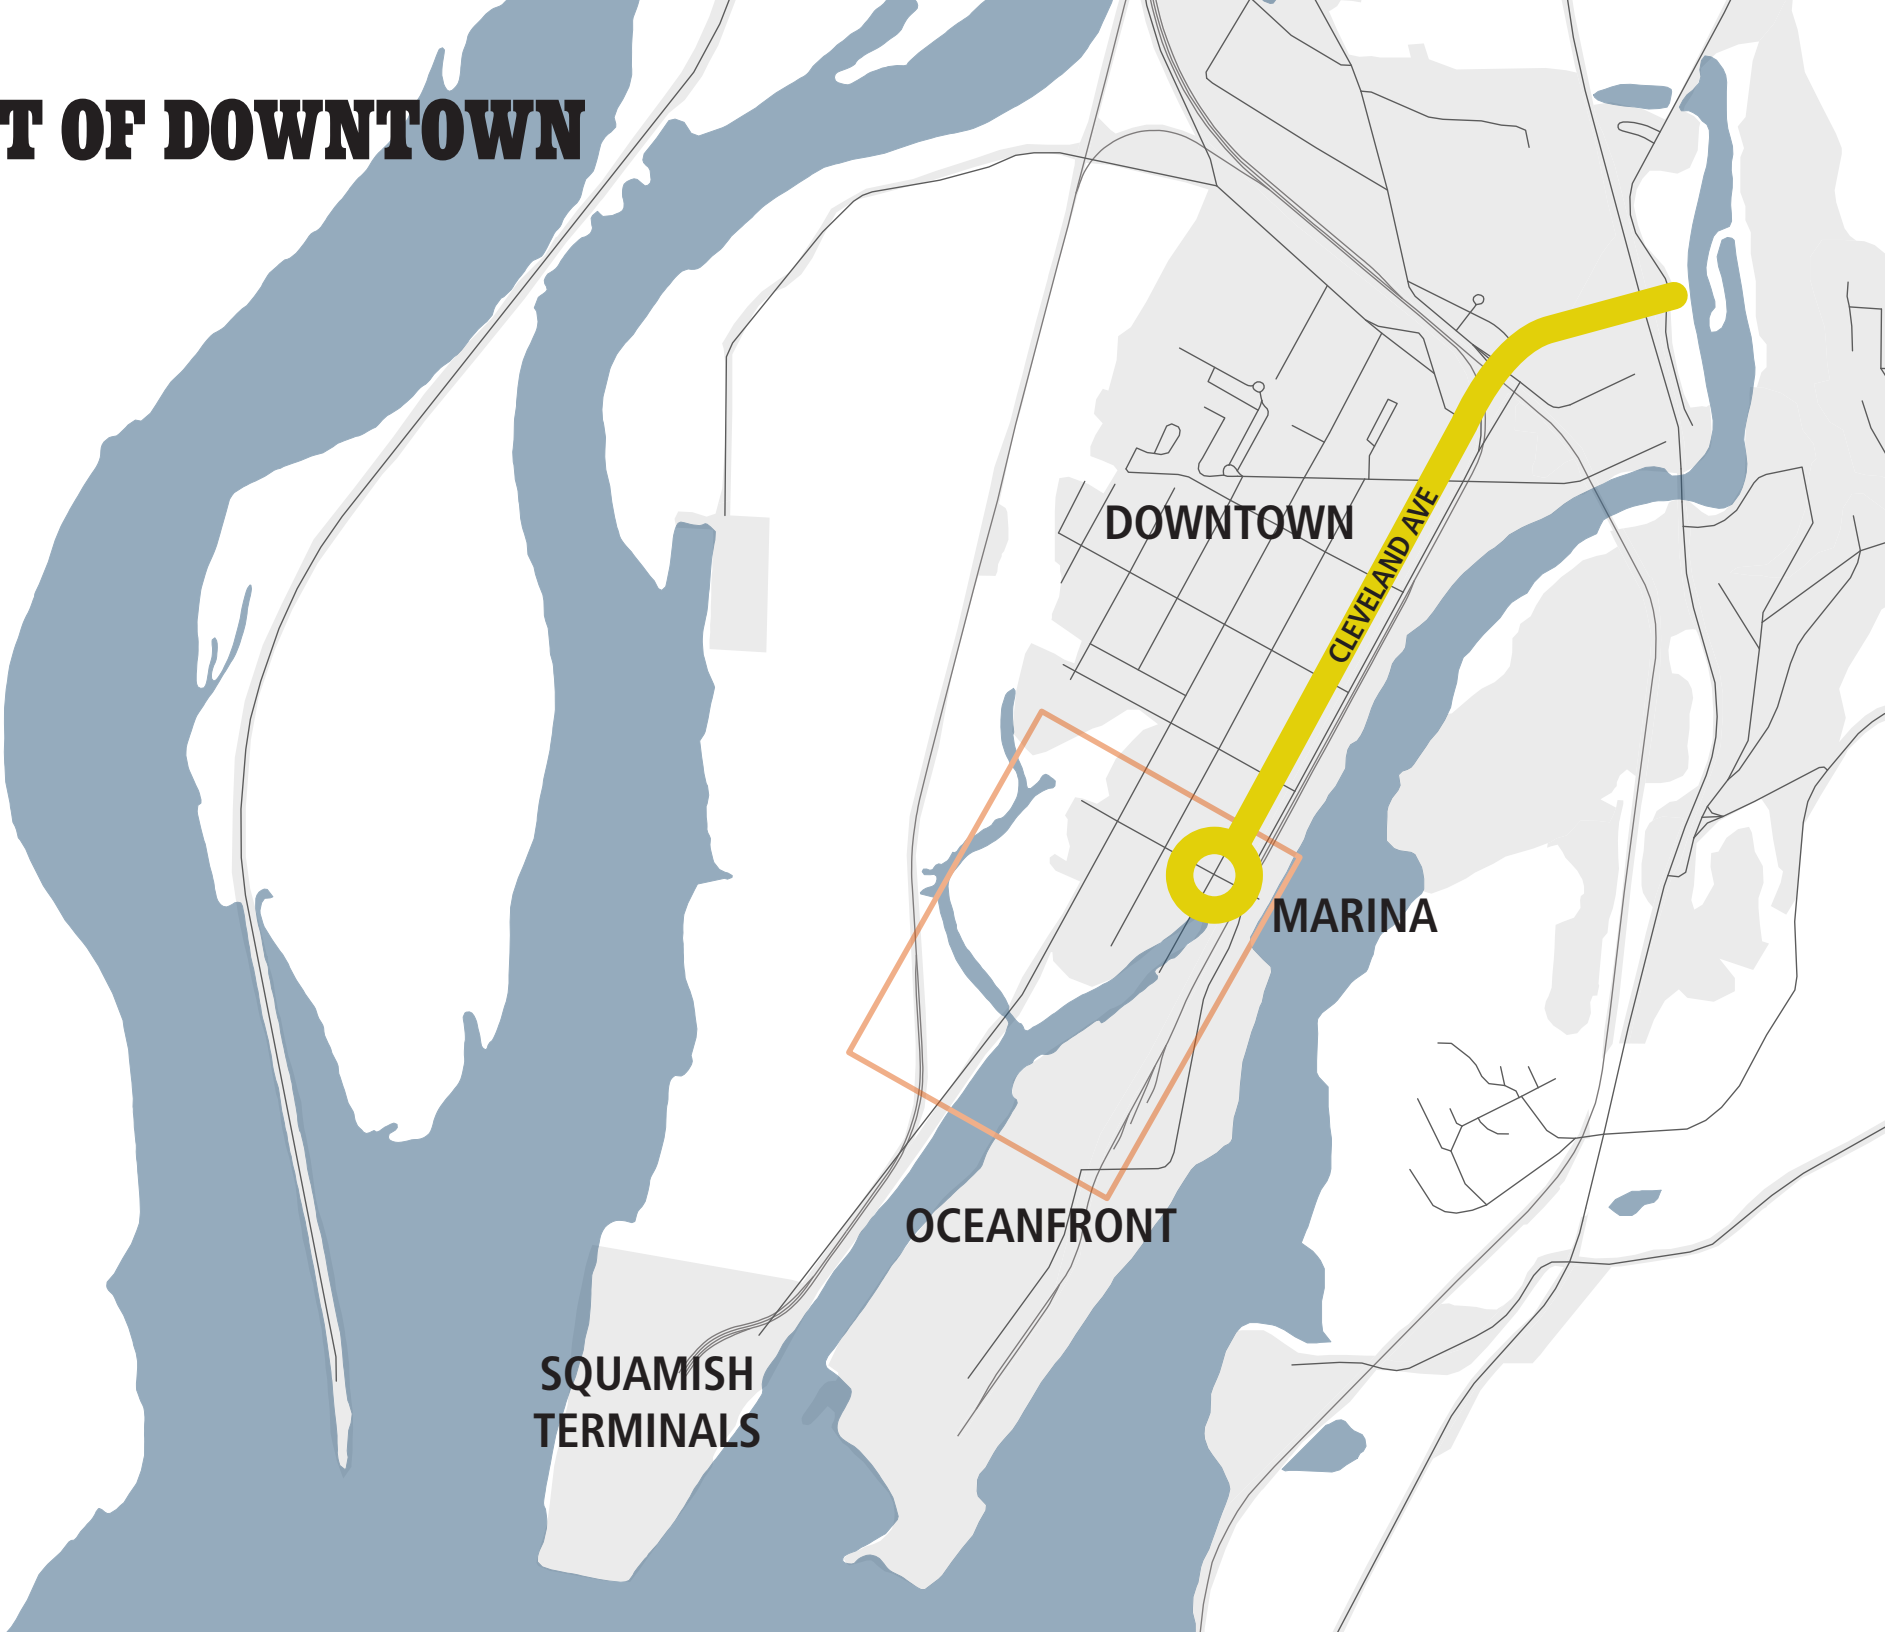 T OF DOWNTOWN
DOWNTOWN
CLEVELAND AVE
MARINA
OCEANFRONT
SQUAMISH
TERMINALS